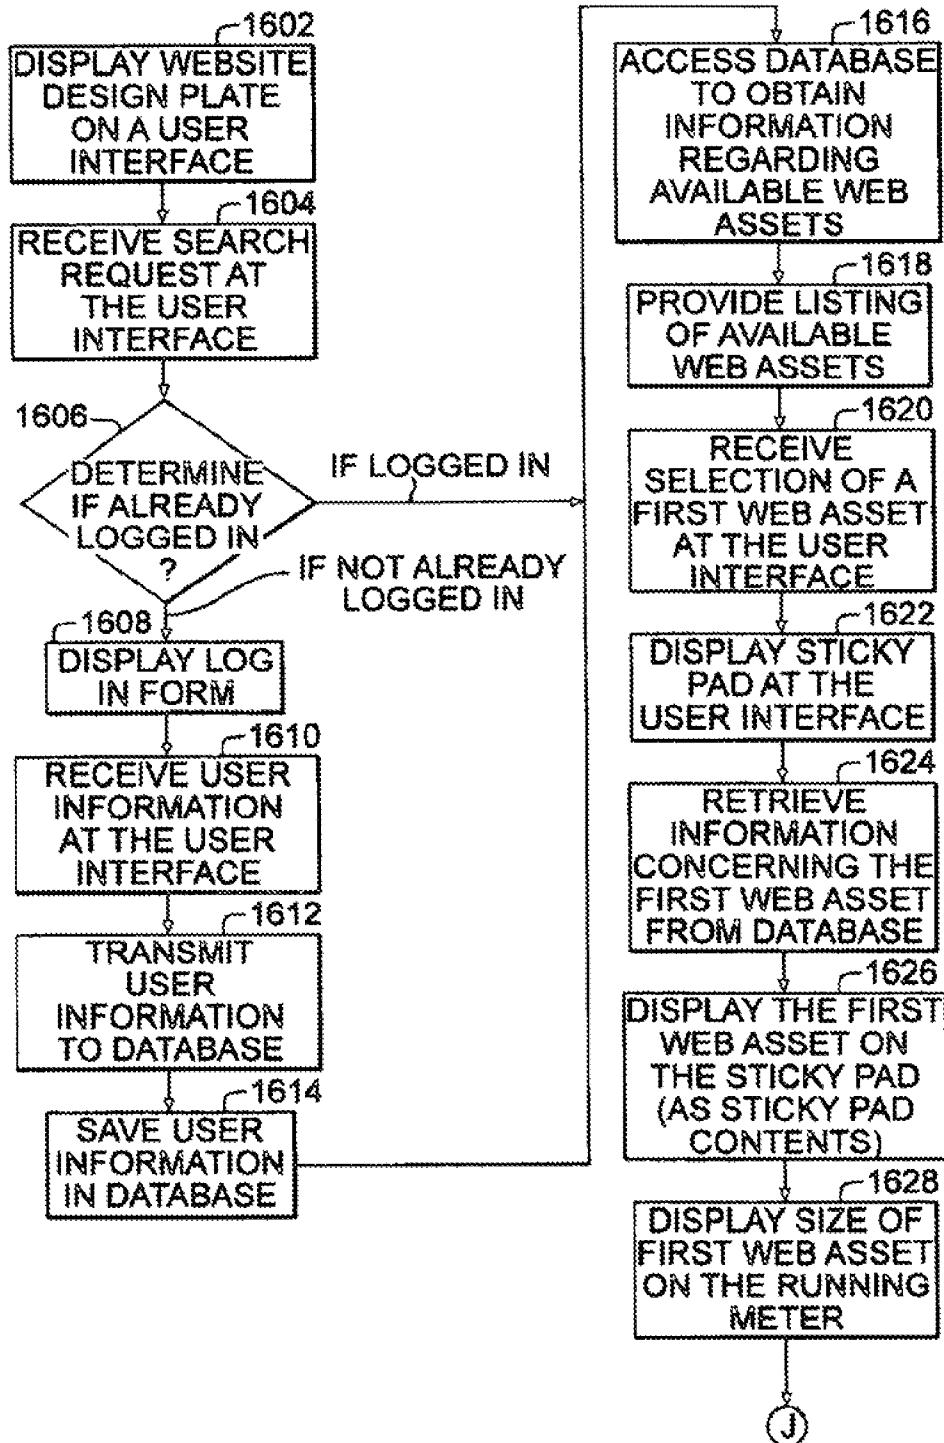 1602
DISPLAY WEBSITE
DESIGN PLATE
ON A USER
INTERFACE
1604
RECEIVE SEARCH
REQUEST AT
THE USER
INTERFACE
1606
DETERMINE
IF ALREADY
LOGGED IN
?
IF LOGGED IN
IF NOT ALREADY
LOGGED IN
1608
DISPLAY LOG
IN FORM
1610
RECEIVE USER
INFORMATION
AT THE USER
INTERFACE
1612
TRANSMIT
USER
INFORMATION
TO DATABASE
1614
SAVE USER
INFORMATION
IN DATABASE
1616
ACCESS DATABASE
TO OBTAIN
INFORMATION
REGARDING
AVAILABLE WEB
ASSETS
1618
PROVIDE LISTING
OF AVAILABLE
WEB ASSETS
1620
RECEIVE
SELECTION OF A
FIRST WEB ASSET
AT THE USER
INTERFACE
1622
DISPLAY STICKY
PAD AT THE
USER INTERFACE
1624
RETRIEVE
INFORMATION
CONCERNING THE
FIRST WEB ASSET
FROM DATABASE
1626
DISPLAY THE FIRST
WEB ASSET ON
THE STICKY PAD
(AS STICKY PAD
CONTENTS)
1628
DISPLAY SIZE OF
FIRST WEB ASSET
ON THE RUNNING
METER
J